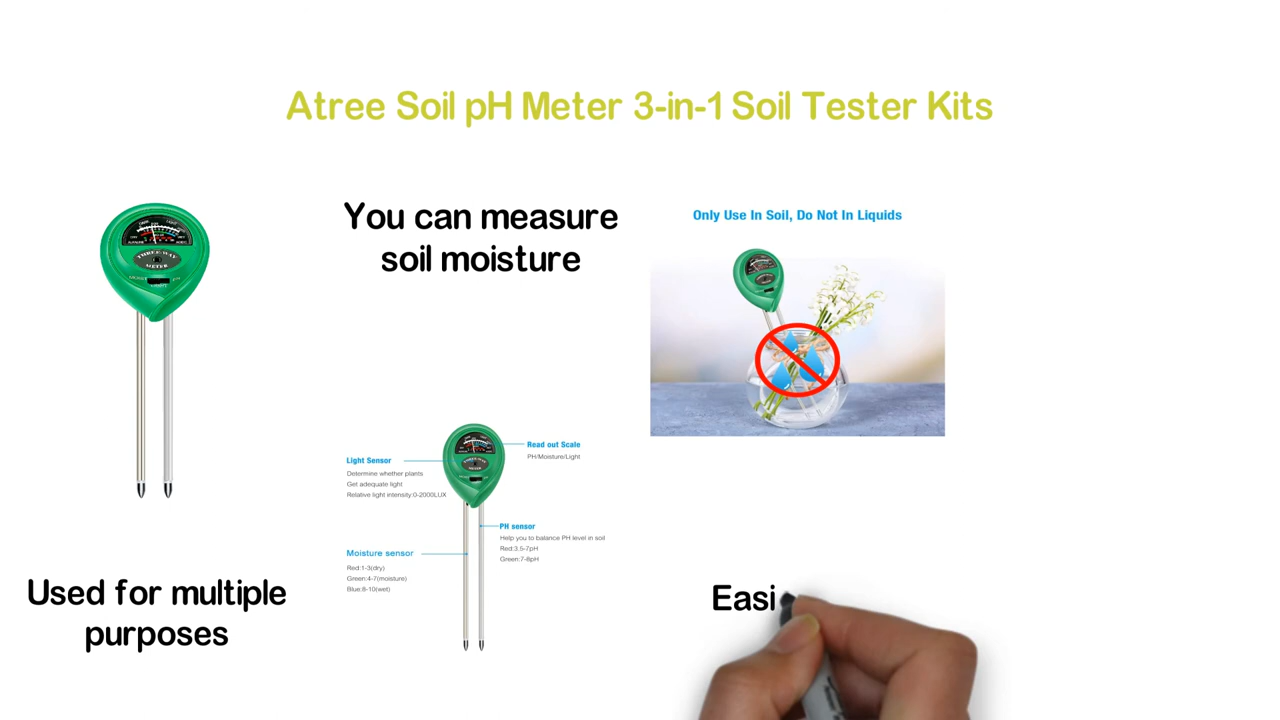 Atree Soil pH Meter 3-in-1 Soil Tester Kits
You can measure
soil moisture
Only Use In Soil, Do Not In Liquids
THREE-WAY
METER
Light Sensor
Determine whether plants
Get adequate light
Relative light intensity:0-2000LUX
Read out Scale
PH/Moisture/Light
PH sensor
Help you to balance PH level in soil
Red:3.5-7pH
Green:7-8pH
Moisture sensor
Red:1-3(dry)
Green:4-7(moisture)
Blue:8-10(wet)
Used for multiple
purposes
Easi